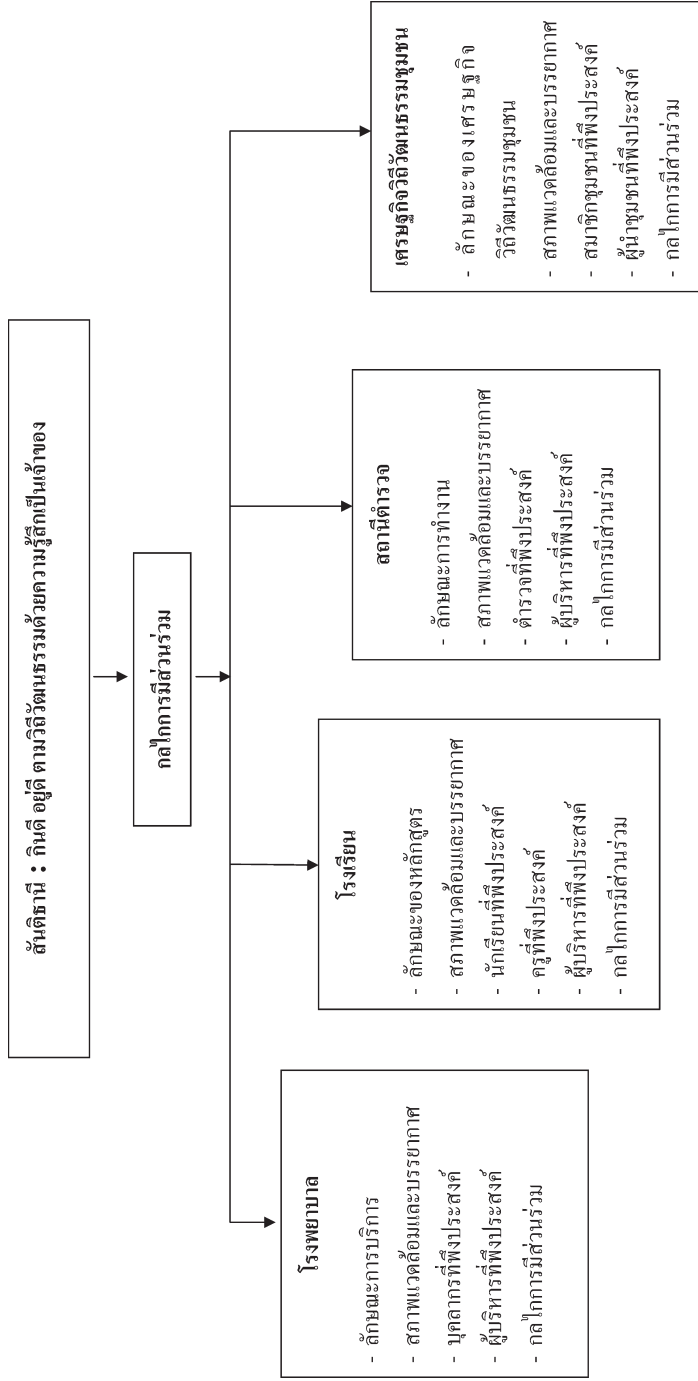 สันติธานี : กินดี อยู่ดี ตามวิถีวัฒนธรรมด้วยความรู้สึกเป็นเจ้าของ
กลไกการมีส่วนร่วม
โรงพยาบาล
- ลักษณะการบริการ
- สภาพแวดล้อมและบรรยากาศ
- บุคลากรที่พึงประสงค์
- ผู้บริหารที่พึงประสงค์
- กลไกการมีส่วนร่วม
โรงเรียน
- ลักษณะของหลักสูตร
- สภาพแวดล้อมและบรรยากาศ
- นักเรียนที่พึงประสงค์
- ครูที่พึงประสงค์
- ผู้บริหารที่พึงประสงค์
- กลไกการมีส่วนร่วม
สถานีตำรวจ
- ลักษณะการทำงาน
- สภาพแวดล้อมและบรรยากาศ
- ตำรวจที่พึงประสงค์
- ผู้บริหารที่พึงประสงค์
- กลไกการมีส่วนร่วม
เศรษฐกิจวิถีวัฒนธรรมชุมชน
- ลักษณะของเศรษฐกิจ
วิถีวัฒนธรรมชุมชน
- สภาพแวดล้อมและบรรยากาศ
- สมาชิกชุมชนที่พึงประสงค์
- ผู้นำชุมชนที่พึงประสงค์
- กลไกการมีส่วนร่วม